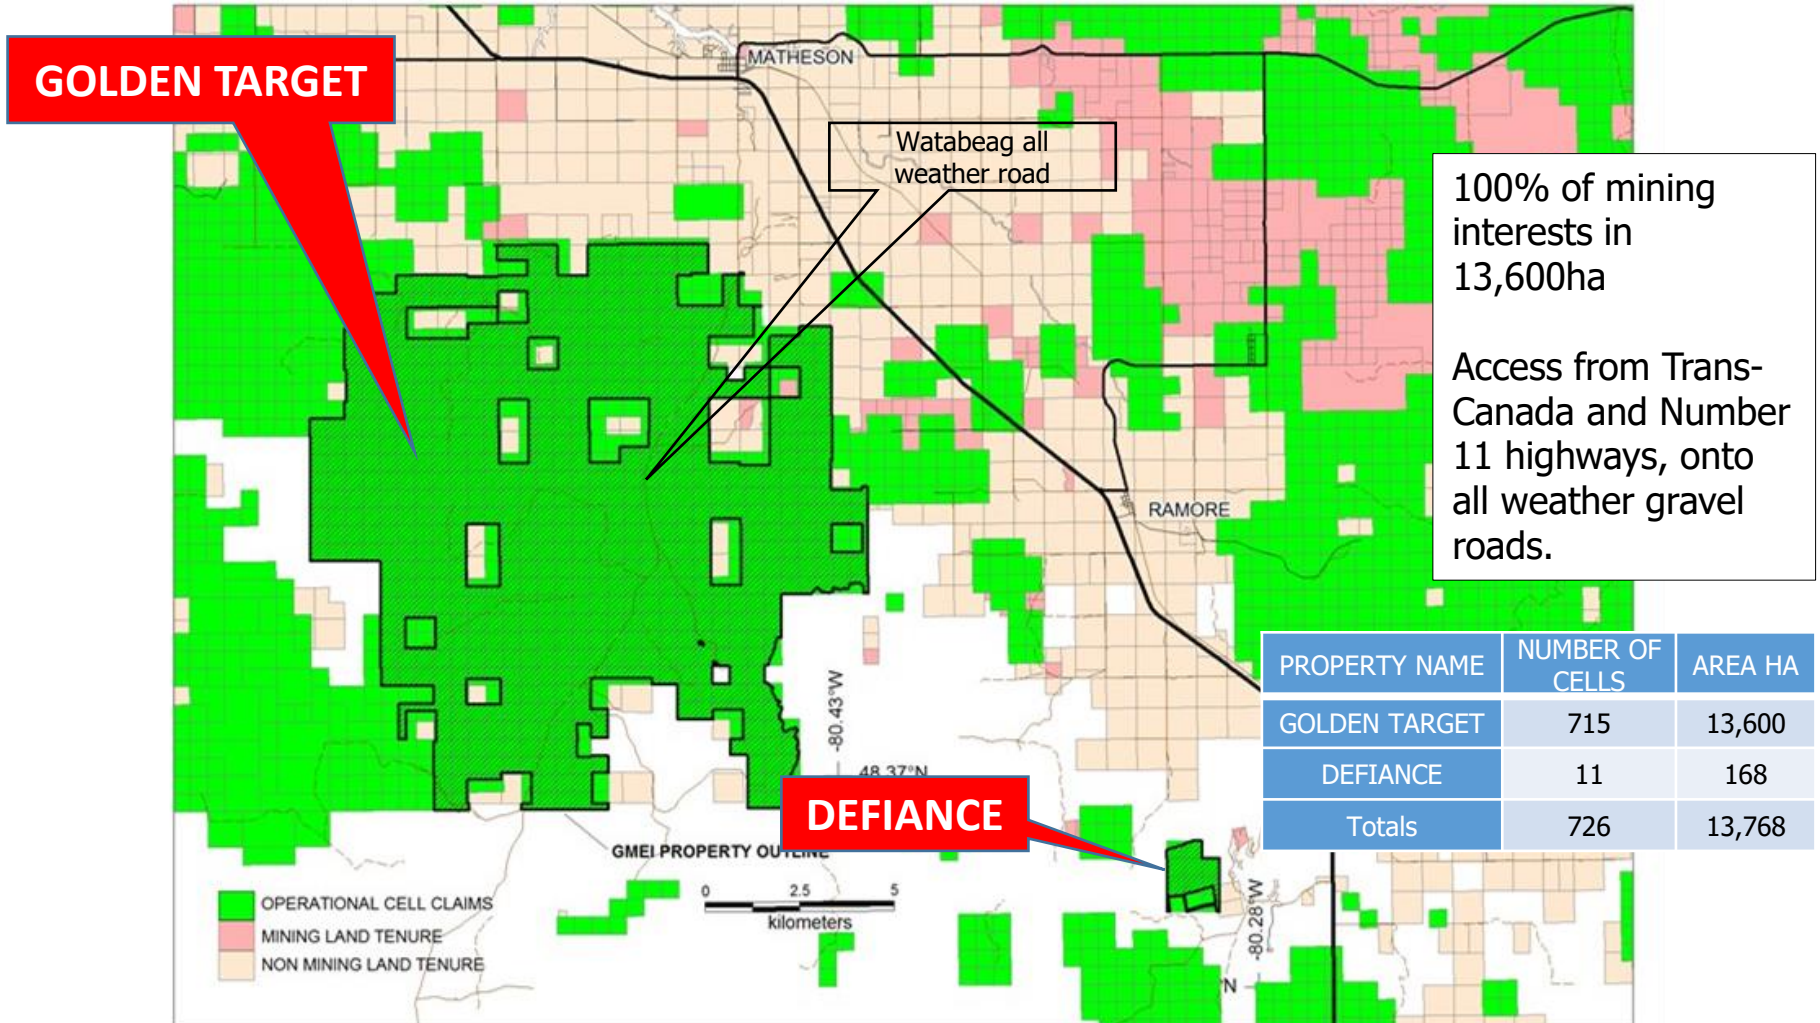 GOLDEN TARGET
MATHESON
Watabeag all
weather road
100% of mining
interests in
13,600ha
Access from Trans-
Canada and Number
11 highways, onto
all weather gravel
roads.
RAMORE
PROPERTY NAME NUMBER OF CELLS AREA HA
GOLDEN TARGET 715 13,600
DEFIANCE 11 168
Totals 726 13,768
-80.43°W
48.37°N
DEFIANCE
GMEI PROPERTY OUTLINE
0 2.5 5
kilometers
OPERATIONAL CELL CLAIMS
MINING LAND TENURE
NON MINING LAND TENURE
-80.28°W
°N